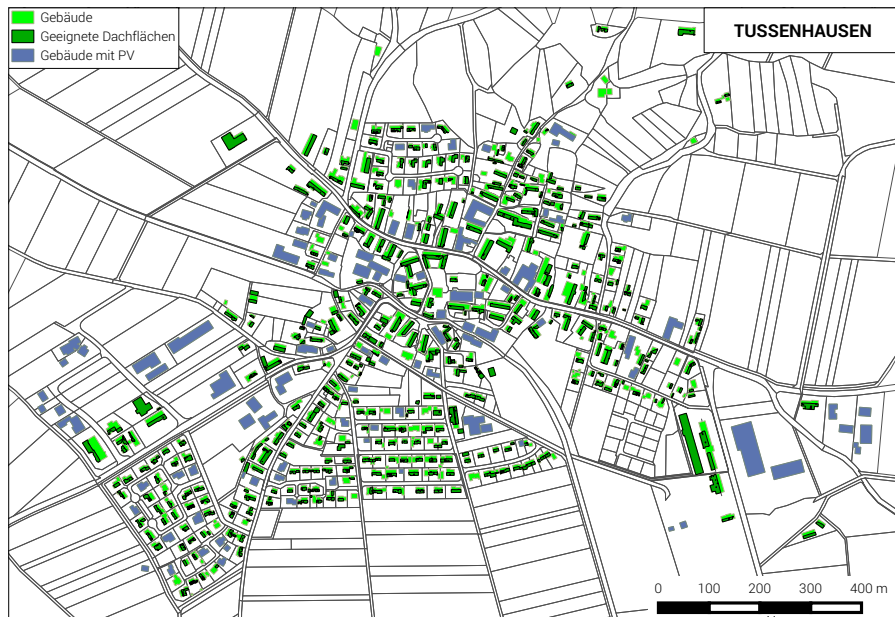 Gebäude
Geeignete Dachflächen
Gebäude mit PV
TUSSENHAUSEN
0 100 200 300 400 m